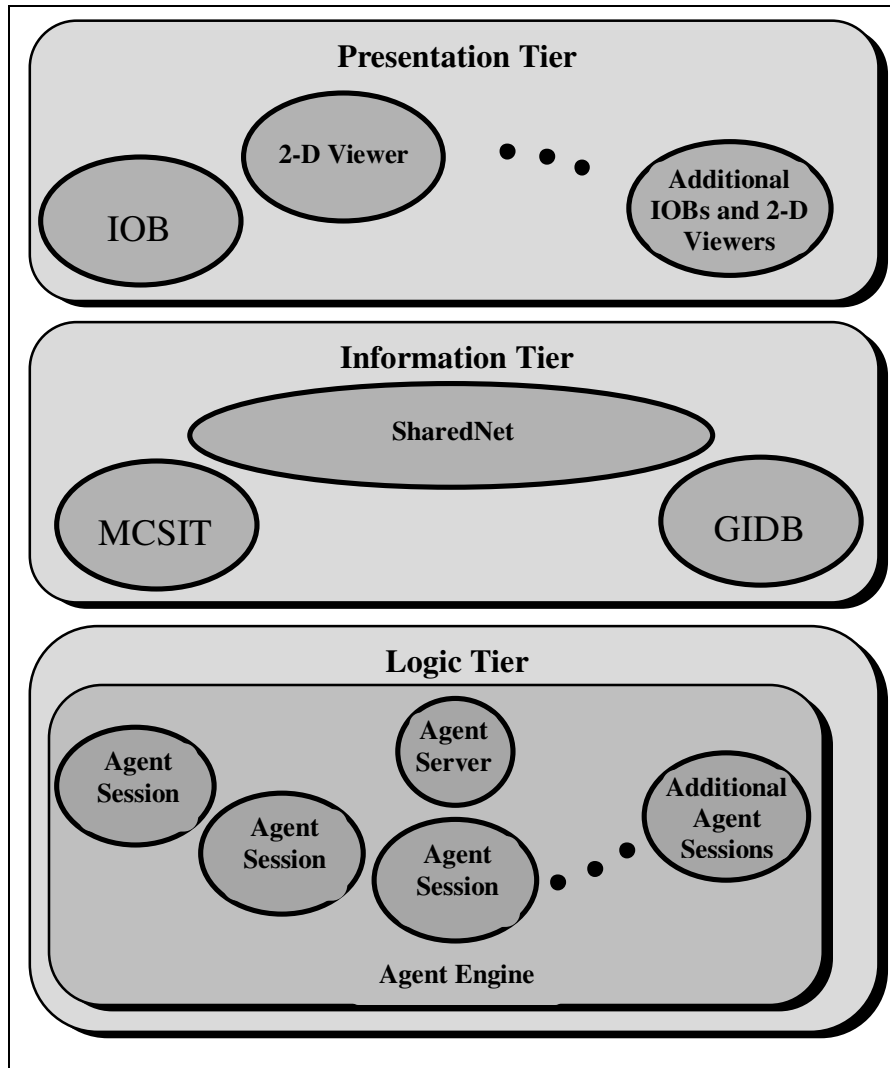 Presentation Tier
2-D Viewer
IOB
Additional
IOBs and 2-D
Viewers
Information Tier
SharedNet
MCSIT
GIDB
Logic Tier
Agent
Session
Agent
Session
Agent
Server
Agent
Session
Additional
Agent
Sessions
Agent Engine